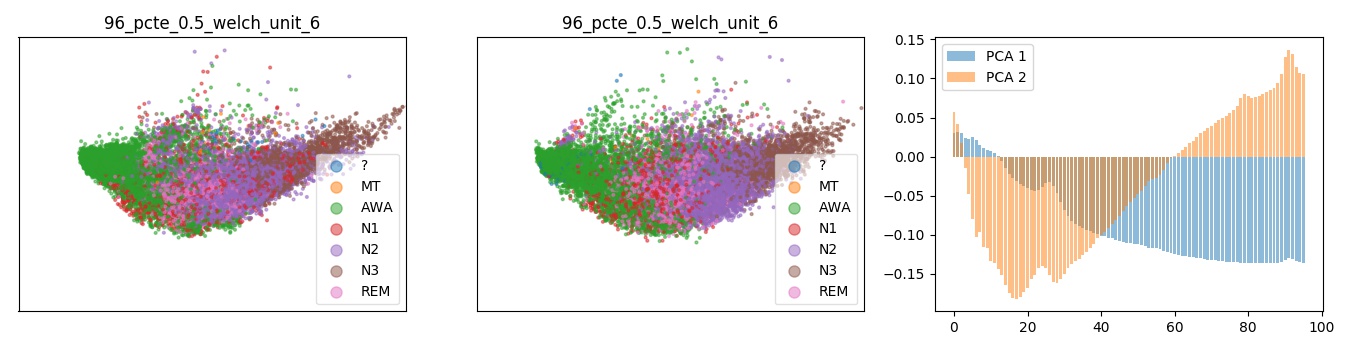 96_pcte_0.5_welch_unit_6
?
MT
AWA
N1
N2
N3
REM
96_pcte_0.5_welch_unit_6
?
MT
AWA
N1
N2
N3
REM
PCA 1
PCA 2
0.15
0.10
0.05
0.00
−0.05
−0.10
−0.15
0 20 40 60 80 100